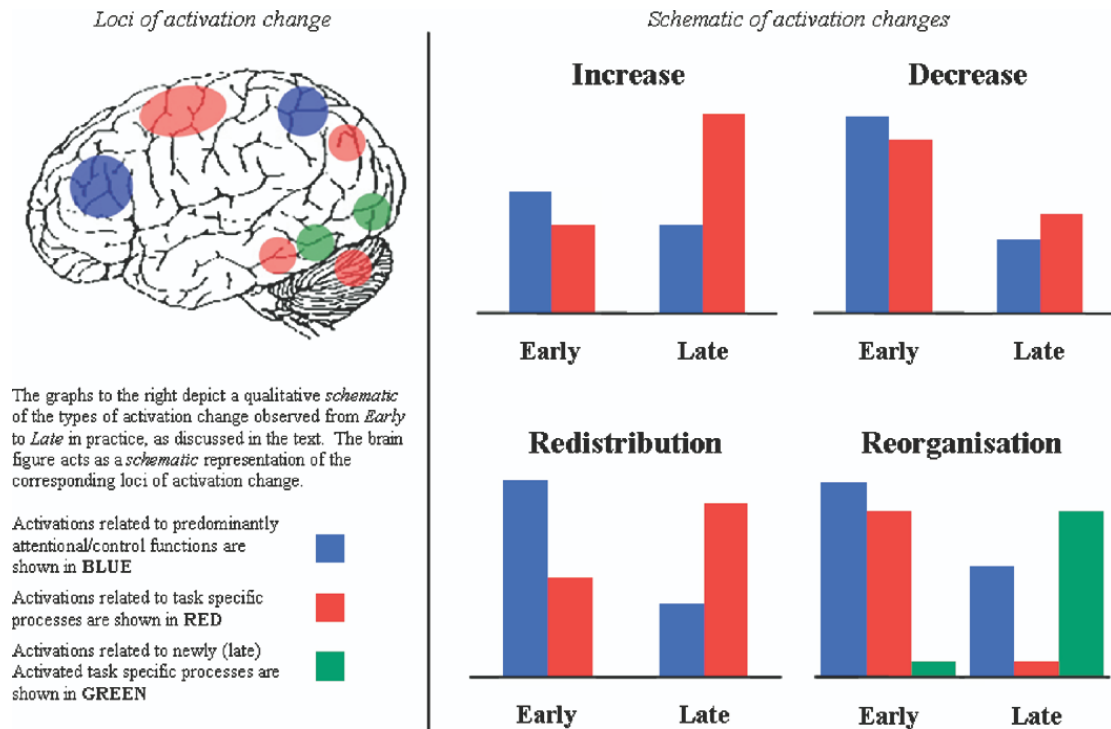 Loci of activation change
The graphs to the right depict a qualitative schematic
of the types of activation change observed from Early
to Late in practice, as discussed in the text. The brain
figure acts as a schematic representation of the
corresponding loci of activation change.
Activations related to predominantly
attentional/control functions are
shown in BLUE
Activations related to task specific
processes are shown in RED
Activations related to newly (late)
Activated task specific processes are
shown in GREEN
Schematic of activation changes
Increase
Early Late
Decrease
Early Late
Redistribution
Early Late
Reorganisation
Early Late